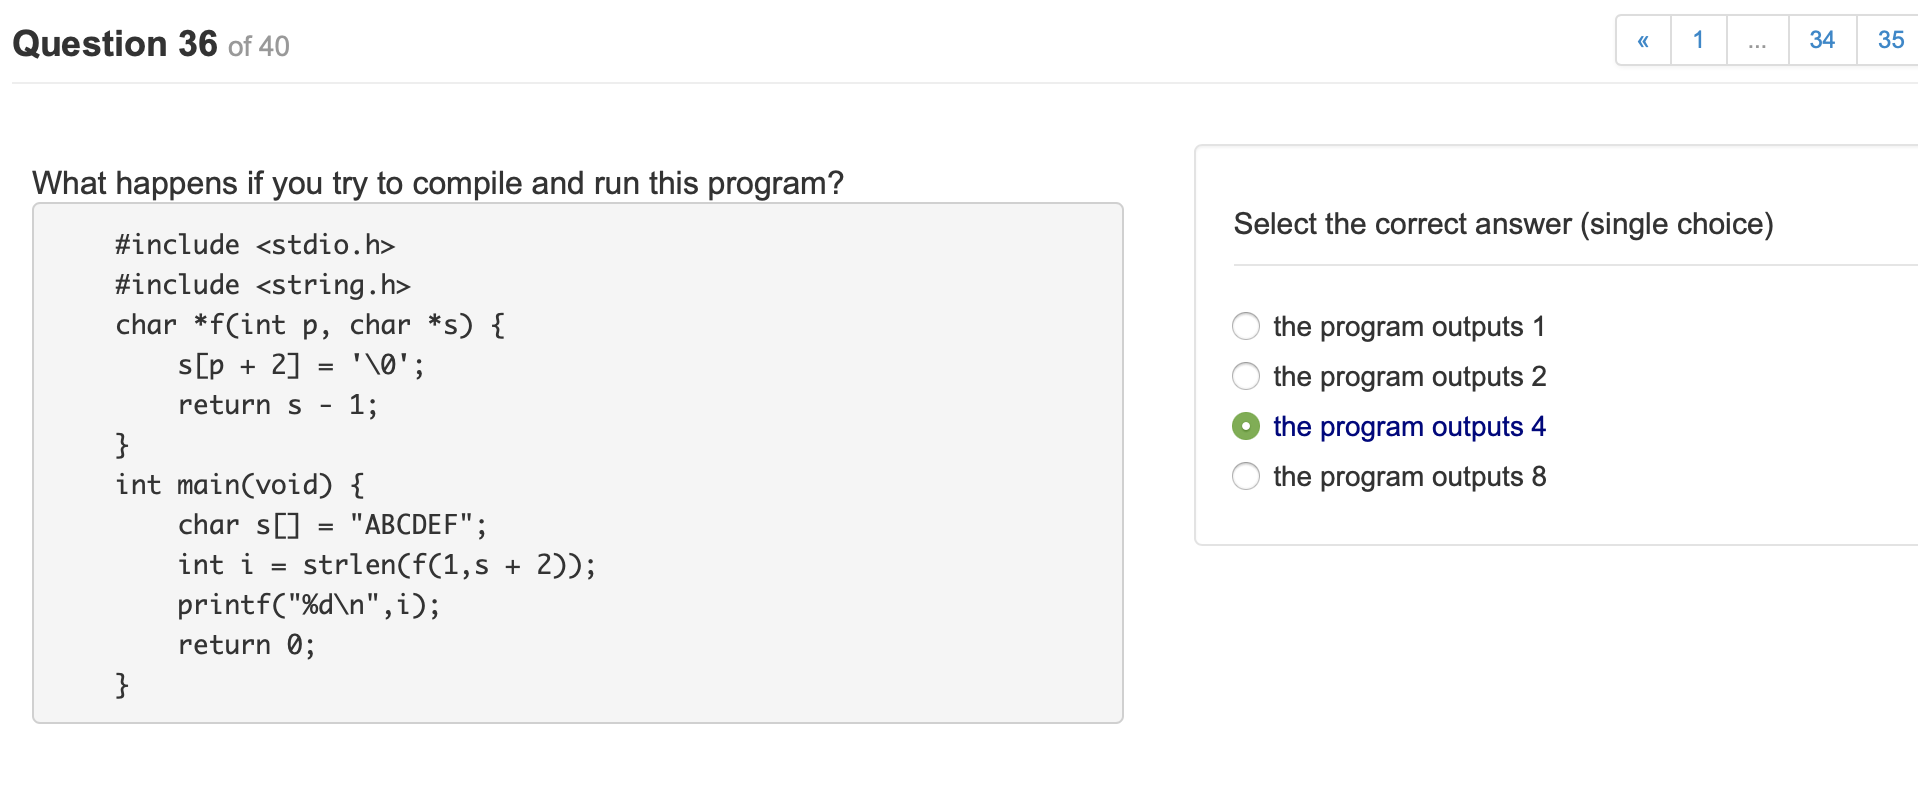 Question 36 of 40
« 1 ... 34 35
What happens if you try to compile and run this program?
#include <stdio.h>
#include <string.h>
char *f(int p, char *s) {
    s[p + 2] = '\0';
    return s - 1;
}
int main(void) {
    char s[] = "ABCDEF";
    int i = strlen(f(1,s + 2));
    printf("%d\n",i);
    return 0;
}
Select the correct answer (single choice)
the program outputs 1
the program outputs 2
the program outputs 4
the program outputs 8